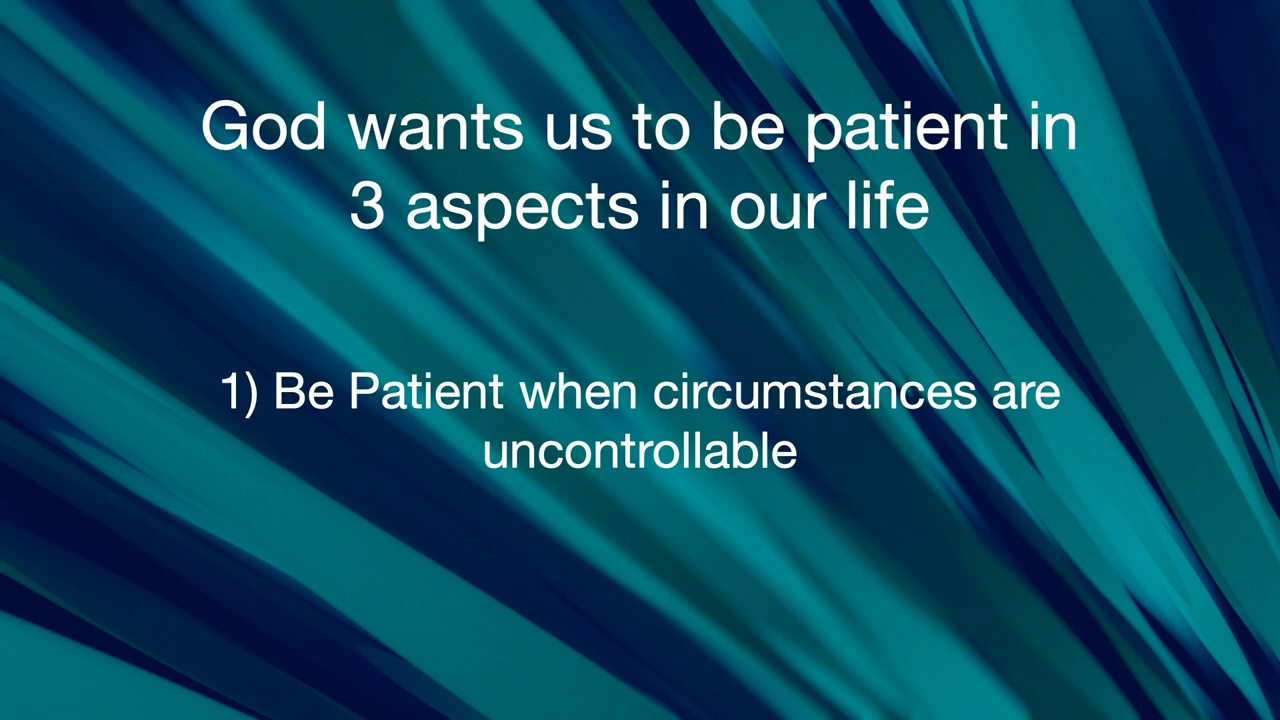 God wants us to be patient in
3 aspects in our life
1) Be Patient when circumstances are
uncontrollable